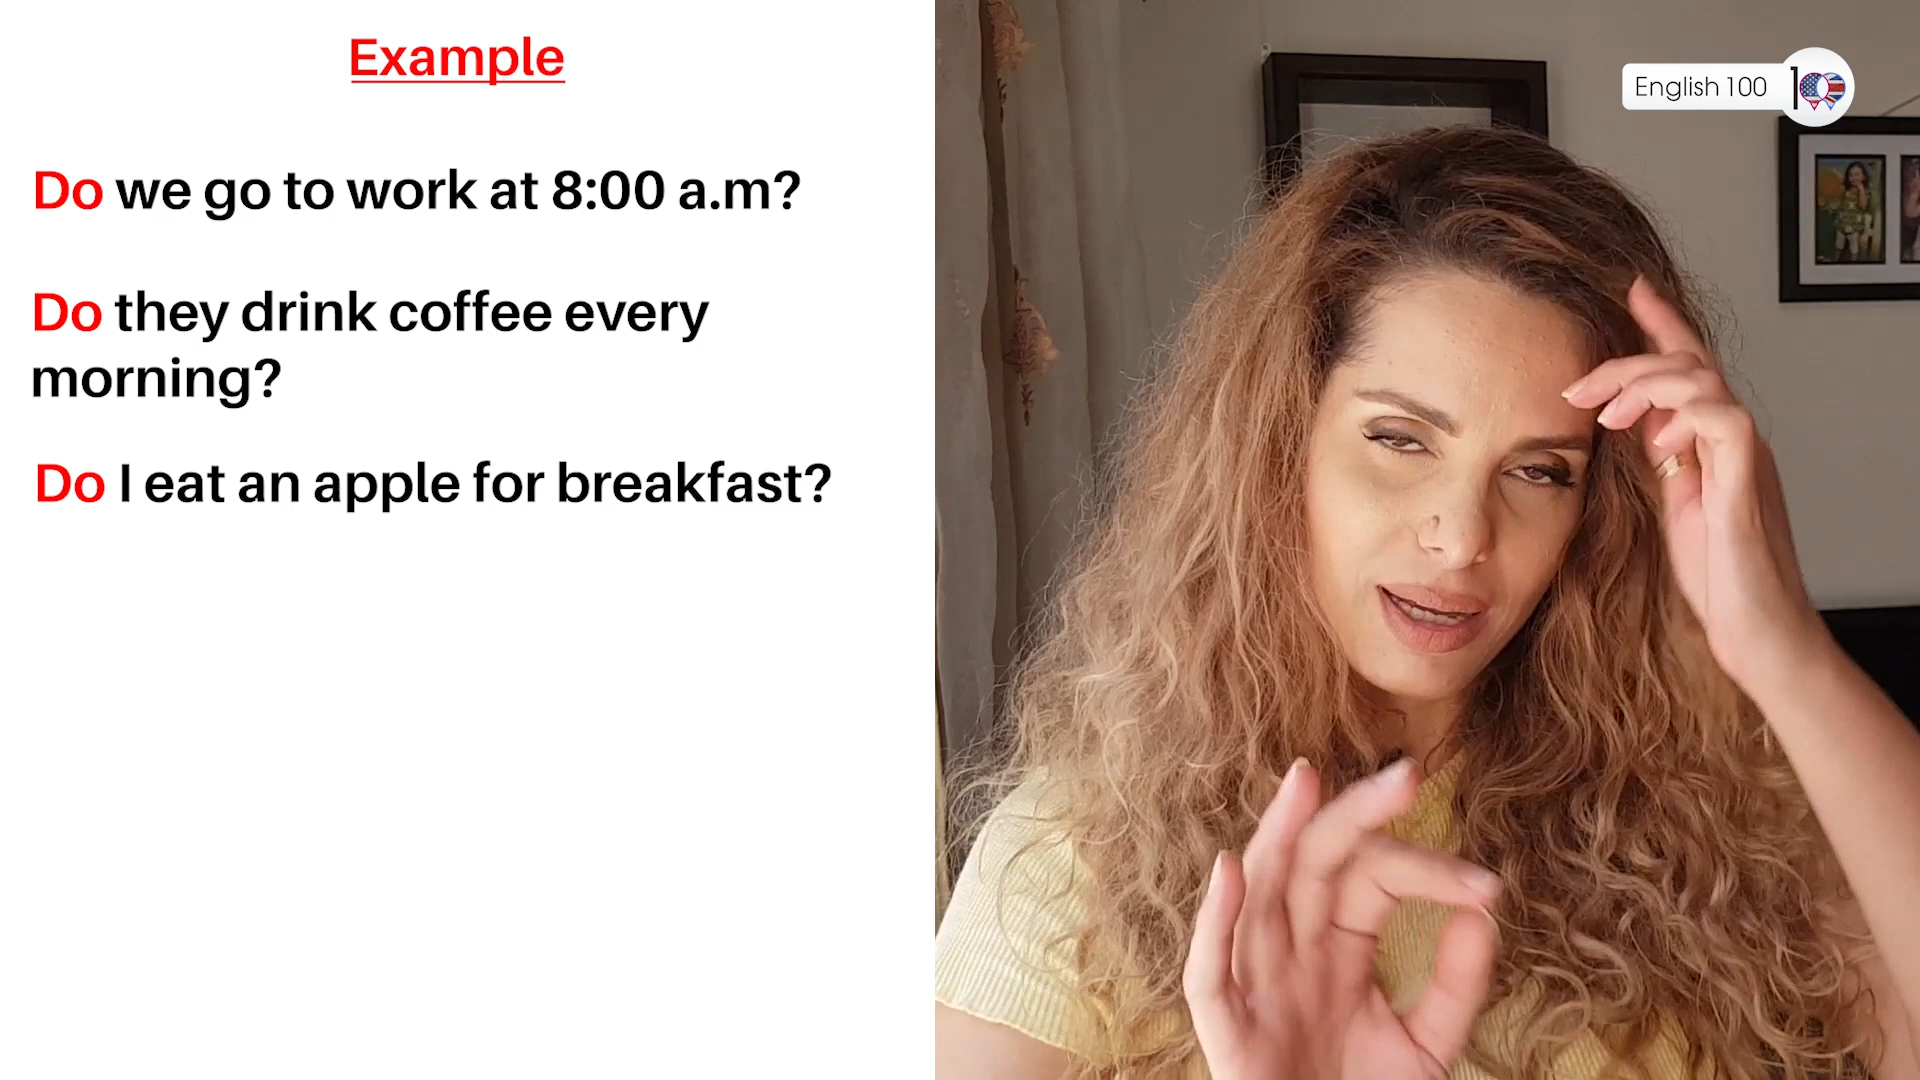 Example
English 100
Do we go to work at 8:00 a.m?
Do they drink coffee every
morning?
Do I eat an apple for breakfast?